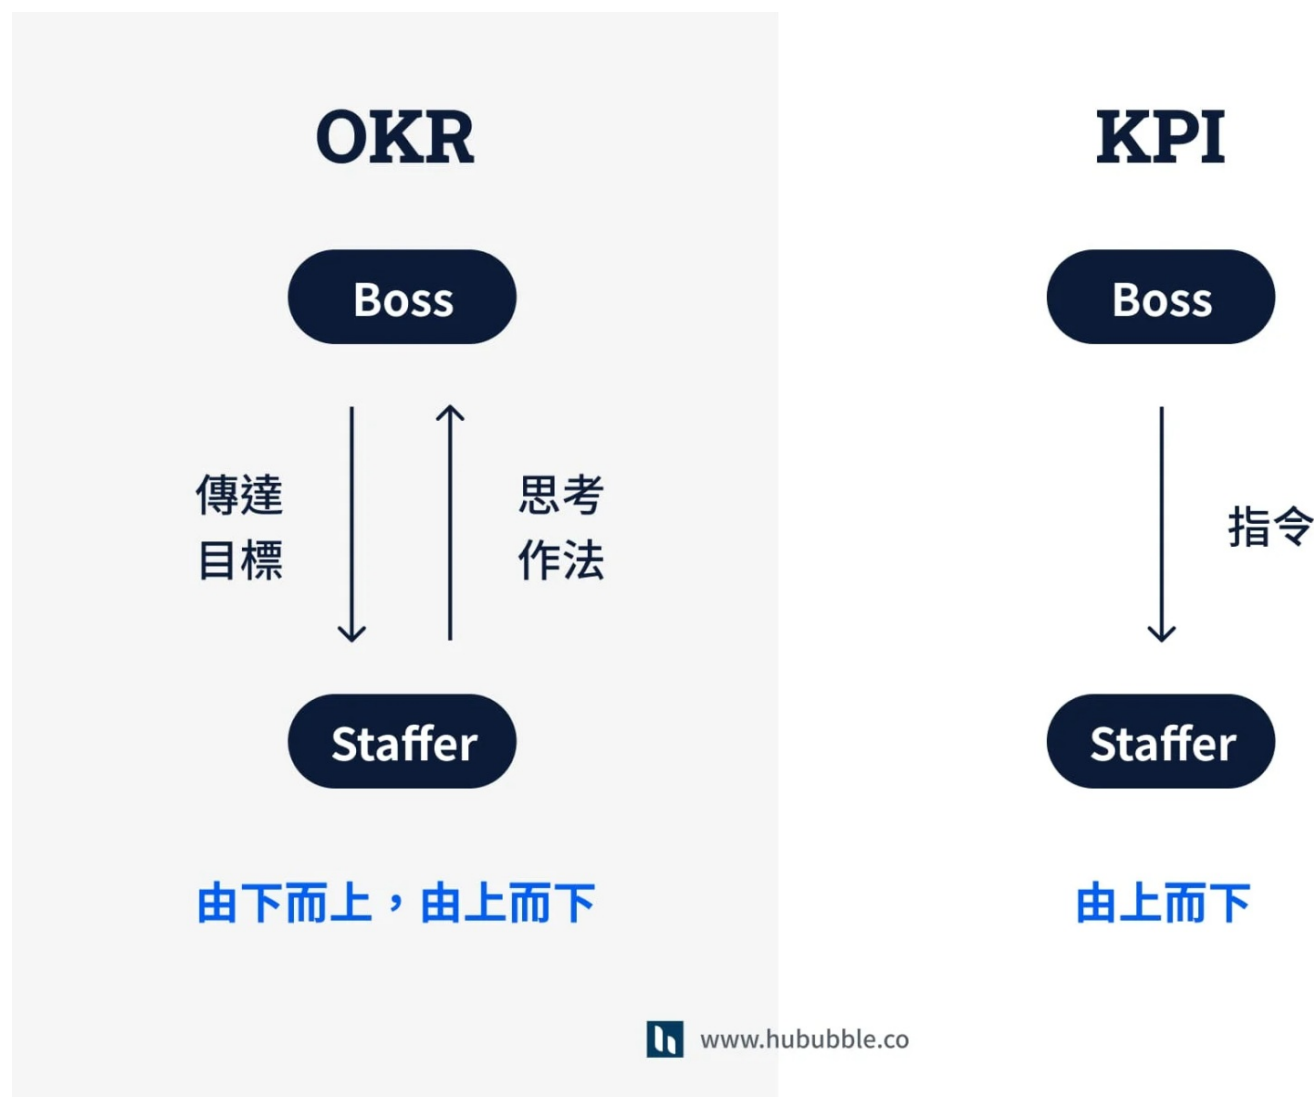 OKR
Boss
傳達
目標
思考
作法
Staffer
由下而上，由上而下
KPI
Boss
指令
Staffer
由上而下
www.hububble.co